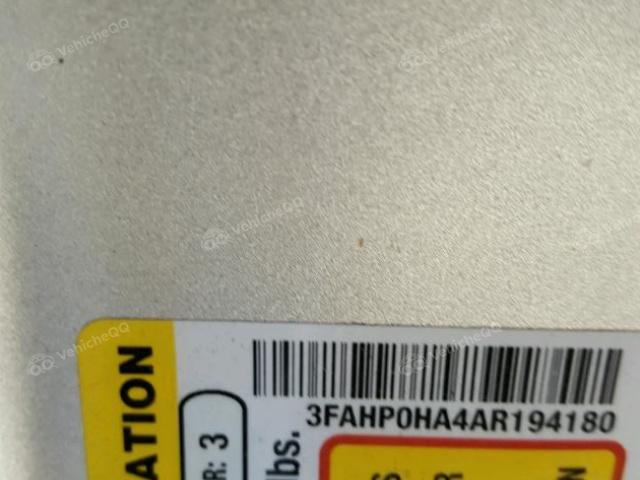 VehicheQQ
VehicheQQ
VehicheQQ
VehicheQQ
VehicheQQ
3FAHP0HA4AR194180
ATION
R: 3
lbs.
S
R
N